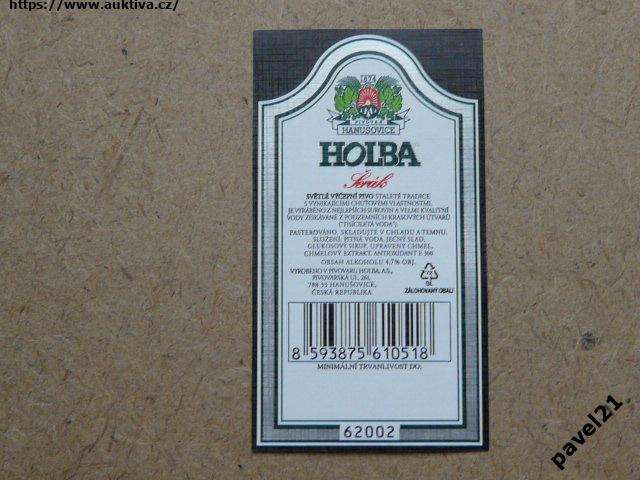 https://www.auktiva.cz/
1874
PIVOVAR
HANUŠOVICE
HOLBA
Šerák
SVĚTLÉ VÝČEPNÍ PIVO STALETÉ TRADICE
S VYNIKAJÍCÍMI CHUŤOVÝMI VLASTNOSTMI.
JE VYRÁBĚNO Z NEJLEPŠÍCH SUROVIN A VELMI KVALITNÍ
VODY ZÍSKÁVANÉ Z PODZEMNÍCH KRASOVÝCH ÚTVARŮ
("TISÍCILETÁ VODA").
PASTEROVÁNO. SKLADUJTE V CHLADU A TEMNU.
SLOŽENÍ: PITNÁ VODA, JEČNÝ SLAD,
GLUKOSOVÝ SIRUP, UPRAVENÝ CHMEL,
CHMELOVÝ EXTRAKT, ANTIOXIDANT E 300
OBSAH ALKOHOLU 4,7% OBJ.
VYROBENO V PIVOVARU HOLBA, A.S.,
PIVOVARSKÁ UL. 261,
788 33 HANUŠOVICE,
ČESKÁ REPUBLIKA
72
GL
ZÁLOHOVANÝ OBAL!
8 593875 610518
MINIMÁLNÍ TRVANLIVOST DO:
62002
pavel21